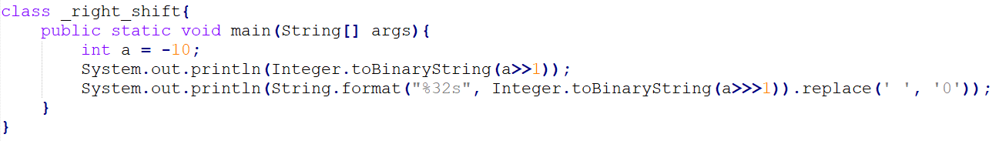 class _right_shift{
    public static void main(String[] args){
        int a = -10;
        System.out.println(Integer.toBinaryString(a>>1));
        System.out.println(String.format("%32s", Integer.toBinaryString(a>>>1)).replace(' ', '0'));
    }
}